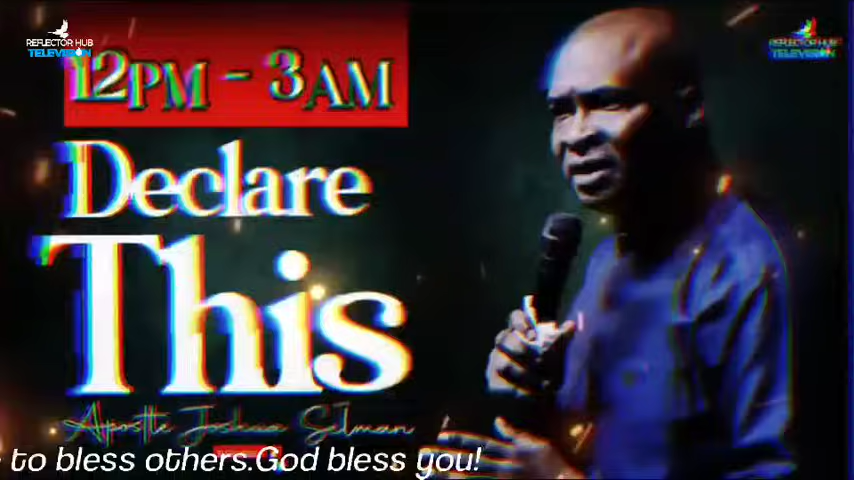 REFLECTOR HUB
TELEVISION
REFLECTOR HUB
TELEVISION
12PM - 3AM
Declare
This
Apostle Joshua Selman
to bless others.God bless you!